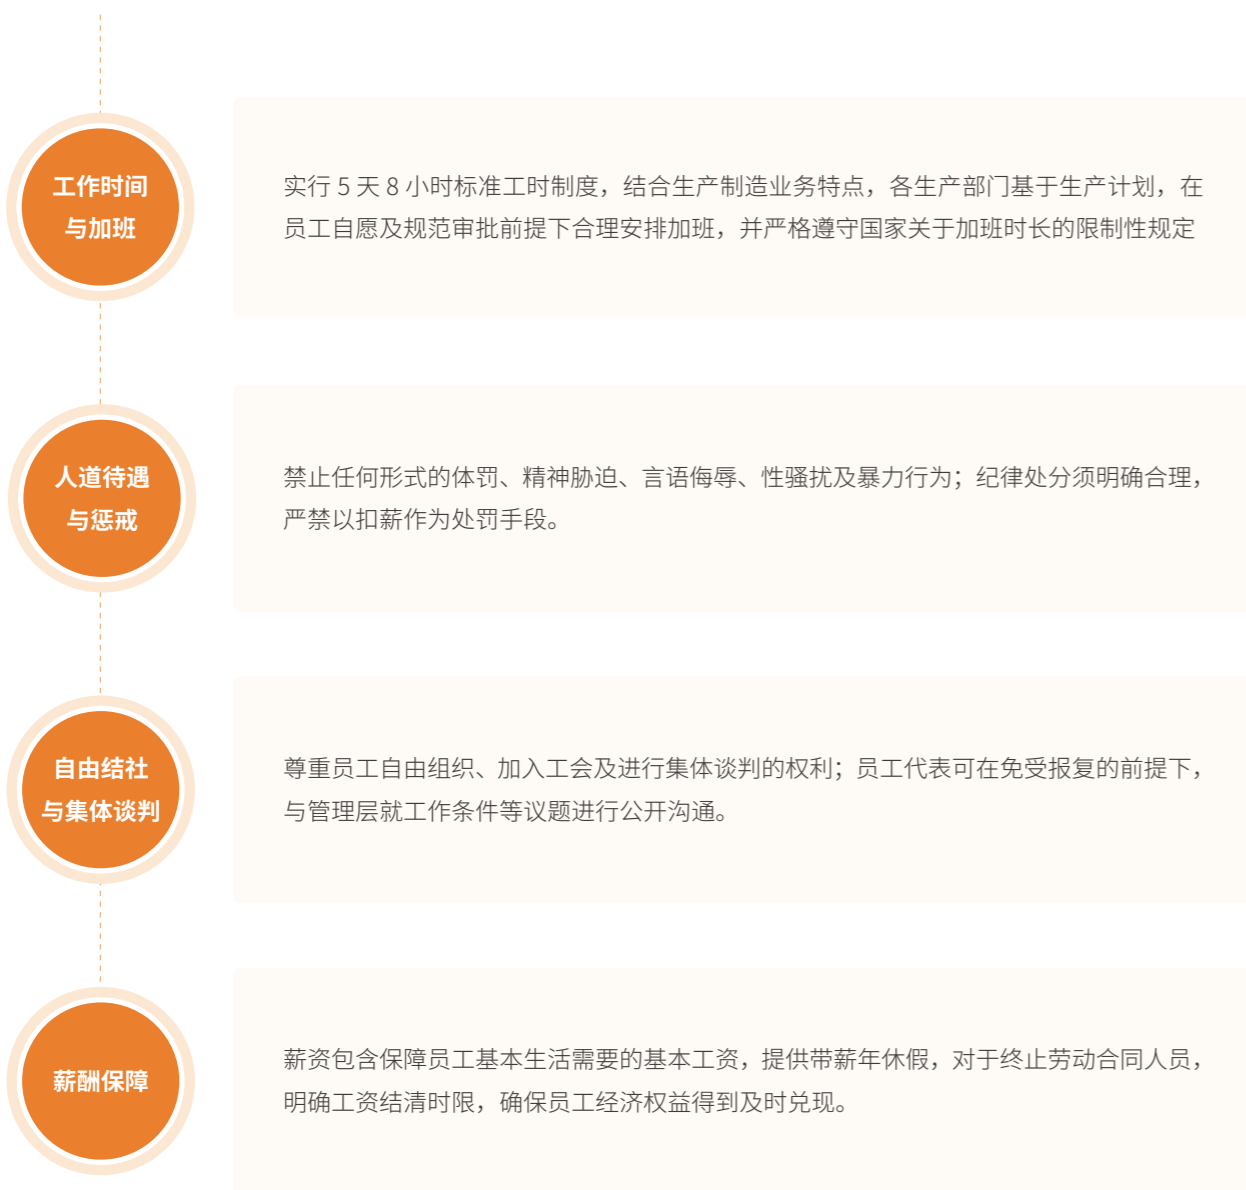 工作时间
与加班
实行 5 天 8 小时标准工时制度，结合生产制造业务特点，各生产部门基于生产计划，在
员工自愿及规范审批前提下合理安排加班，并严格遵守国家关于加班时长的限制性规定
人道待遇
与惩戒
禁止任何形式的体罚、精神胁迫、言语侮辱、性骚扰及暴力行为；纪律处分须明确合理，
严禁以扣薪作为处罚手段。
自由结社
与集体谈判
尊重员工自由组织、加入工会及进行集体谈判的权利；员工代表可在免受报复的前提下，
与管理层就工作条件等议题进行公开沟通。
薪酬保障
薪资包含保障员工基本生活需要的基本工资，提供带薪年休假，对于终止劳动合同人员，
明确工资结清时限，确保员工经济权益得到及时兑现。